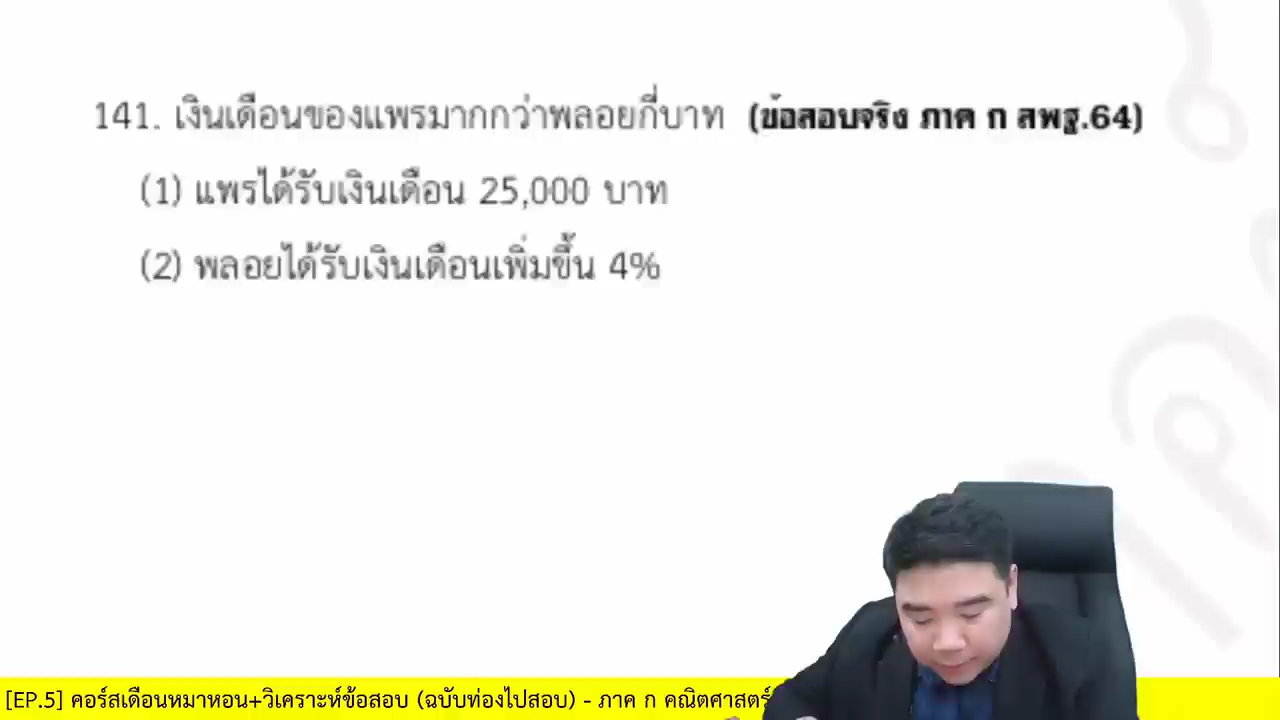 141. เงินเดือนของแพรมากกว่าพลอยกี่บาท (ข้อสอบจริง ภาค ก สพฐ.64)
(1) แพรได้รับเงินเดือน 25,000 บาท
(2) พลอยได้รับเงินเดือนเพิ่มขึ้น 4%
[EP.5] คอร์สเดือนหมาหอน+วิเคราะห์ข้อสอบ (ฉบับท่องไปสอบ) - ภาค ก คณิตศาสตร์